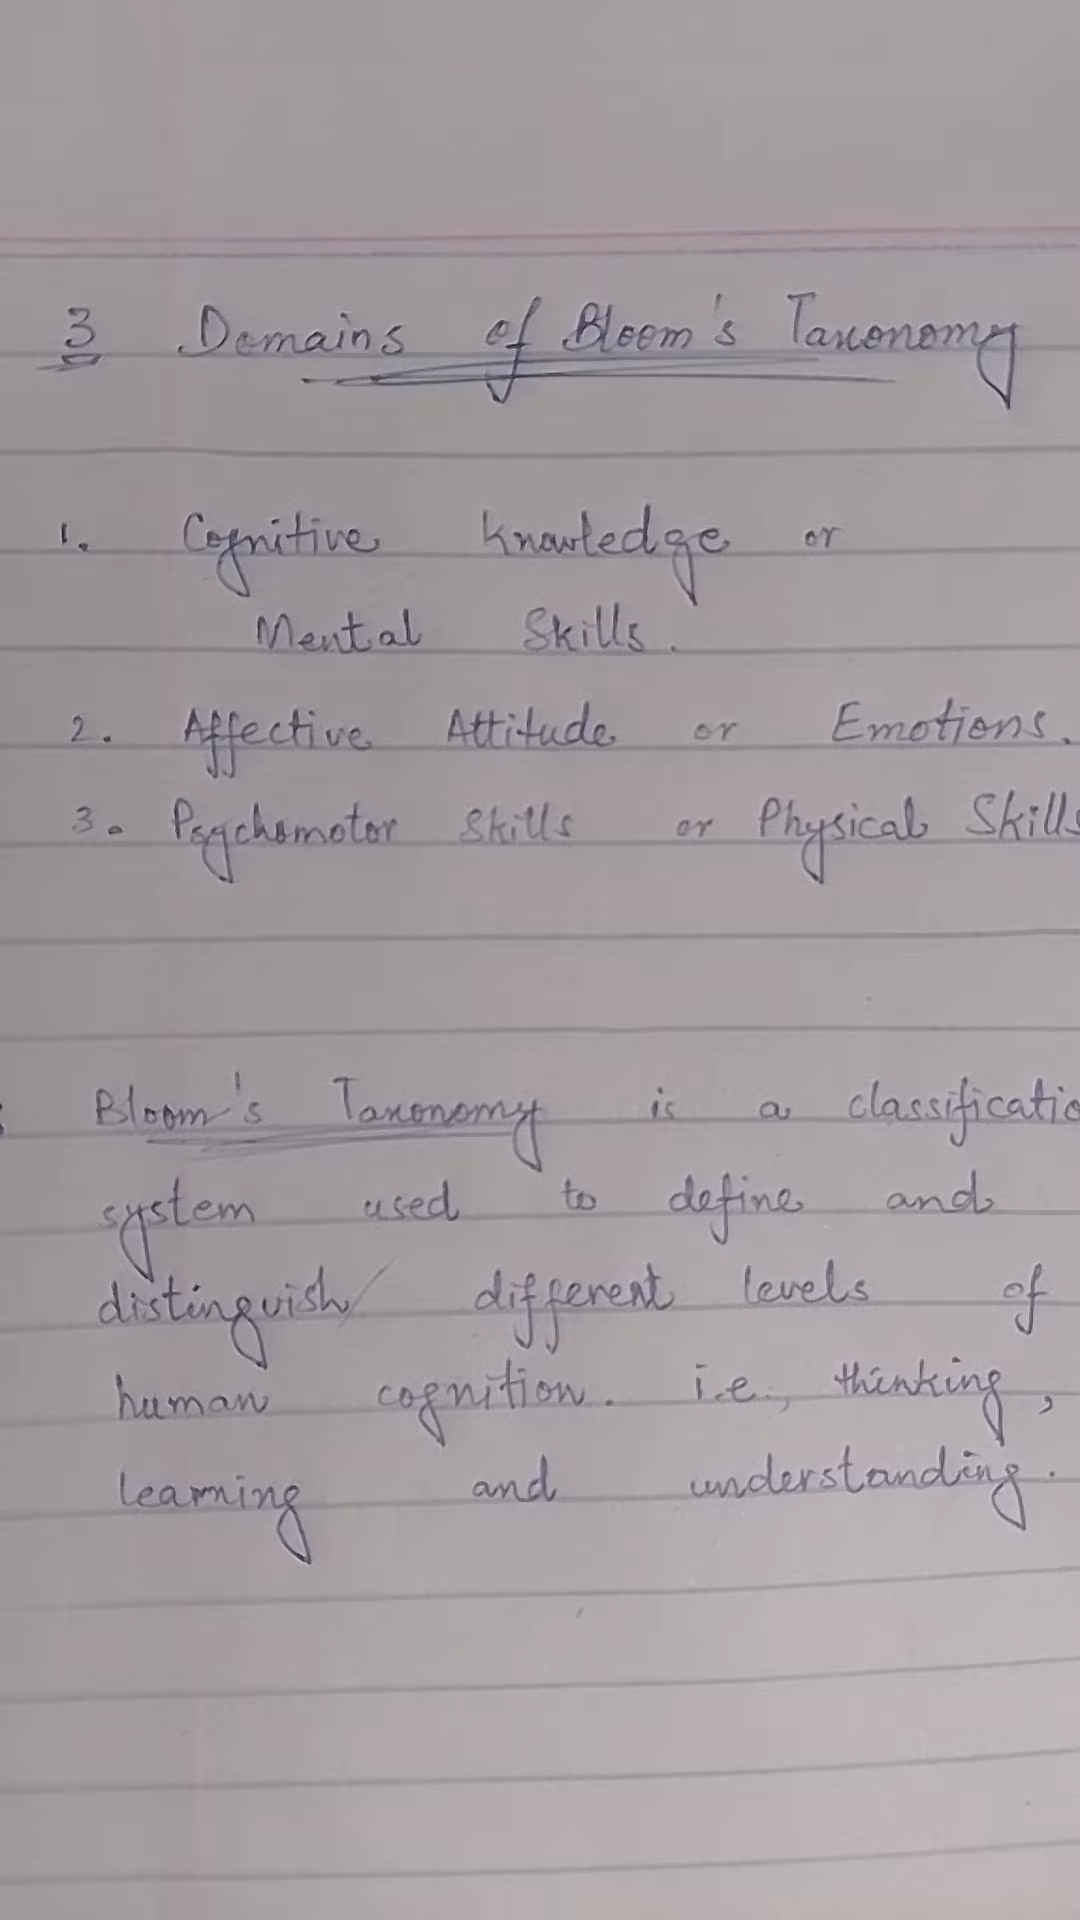 3 Domains of Bloom's Taxonomy
1. Cognitive Knowledge or
Mental Skills.
2. Affective Attitude or Emotions.
3. Psychomotor Skills or Physical Skills
Bloom's Taxonomy is a classificatio
system used to define and
distinguish different levels of
human cognition. i.e., thinking,
learning and understanding.